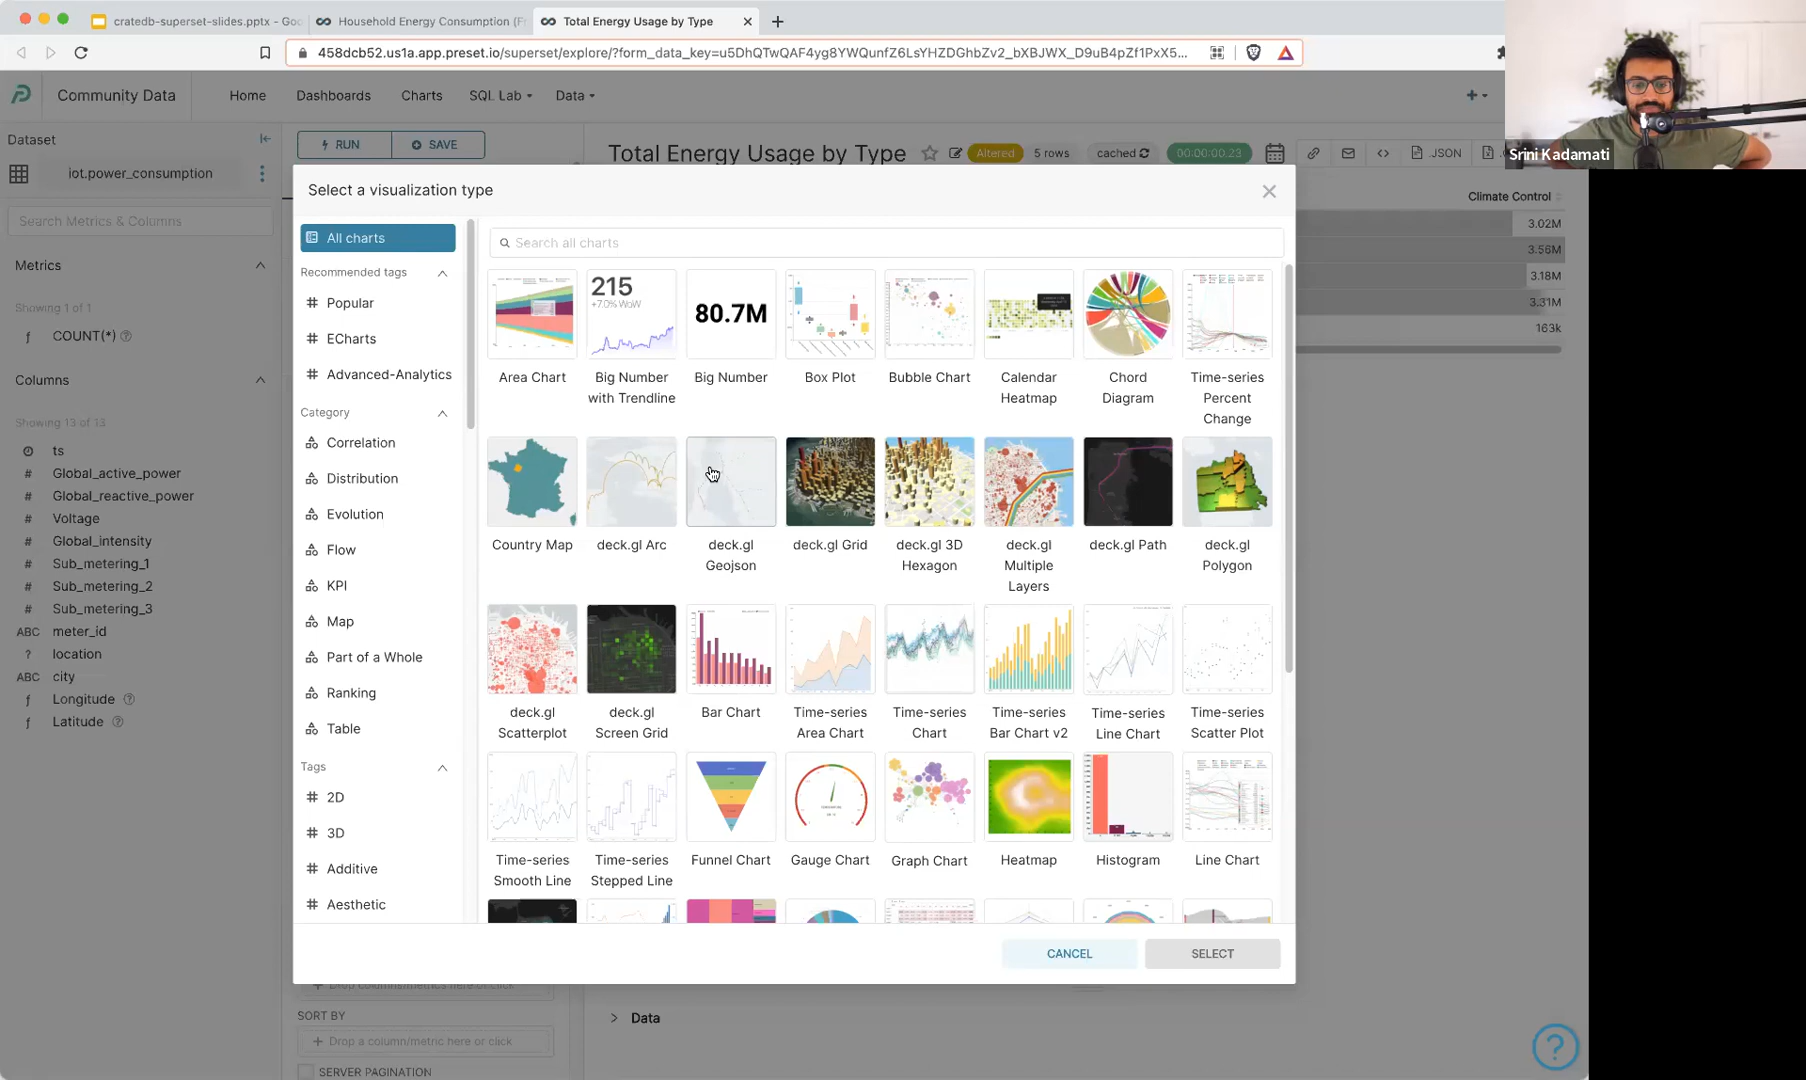 cratedb-superset-slides.pptx - Goo
Household Energy Consumption (F
Total Energy Usage by Type
458dcb52.us1a.app.preset.io/superset/explore/?form_data_key=u5DhQTwQAF4yg8YWQunfZ6LsYHZDGhbZv2_bXBJWX_D9uB4pZf1PxX5...
Community Data
Home
Dashboards
Charts
SQL Lab
Data
Srini Kadamati
Dataset
iot.power_consumption
Search Metrics & Columns
Metrics
Showing 1 of 1
f COUNT(*)
Columns
Showing 13 of 13
ts
# Global_active_power
# Global_reactive_power
# Voltage
# Global_intensity
# Sub_metering_1
# Sub_metering_2
# Sub_metering_3
ABC meter_id
? location
ABC city
f Longitude
f Latitude
RUN
SAVE
Total Energy Usage by Type
Altered
5 rows
cached
00:00:00.23
.JSON
Climate Control
3.02M
3.56M
3.18M
3.31M
163k
Select a visualization type
All charts
Recommended tags
# Popular
# ECharts
# Advanced-Analytics
Category
Correlation
Distribution
Evolution
Flow
KPI
Map
Part of a Whole
Ranking
Table
Tags
# 2D
# 3D
# Additive
# Aesthetic
Search all charts
215
+7.0% WoW
80.7M
Area Chart
Big Number
with Trendline
Big Number
Box Plot
Bubble Chart
Calendar
Heatmap
Chord
Diagram
Time-series
Percent
Change
Country Map
deck.gl Arc
deck.gl
Geojson
deck.gl Grid
deck.gl 3D
Hexagon
deck.gl
Multiple
Layers
deck.gl Path
deck.gl
Polygon
deck.gl
Scatterplot
deck.gl
Screen Grid
Bar Chart
Time-series
Area Chart
Time-series
Chart
Time-series
Bar Chart v2
Time-series
Line Chart
Time-series
Scatter Plot
Time-series
Smooth Line
Time-series
Stepped Line
Funnel Chart
Gauge Chart
Graph Chart
Heatmap
Histogram
Line Chart
CANCEL
SELECT
Drop columns/metrics here or click
SORT BY
Drop a column/metric here or click
SERVER PAGINATION
Data
?